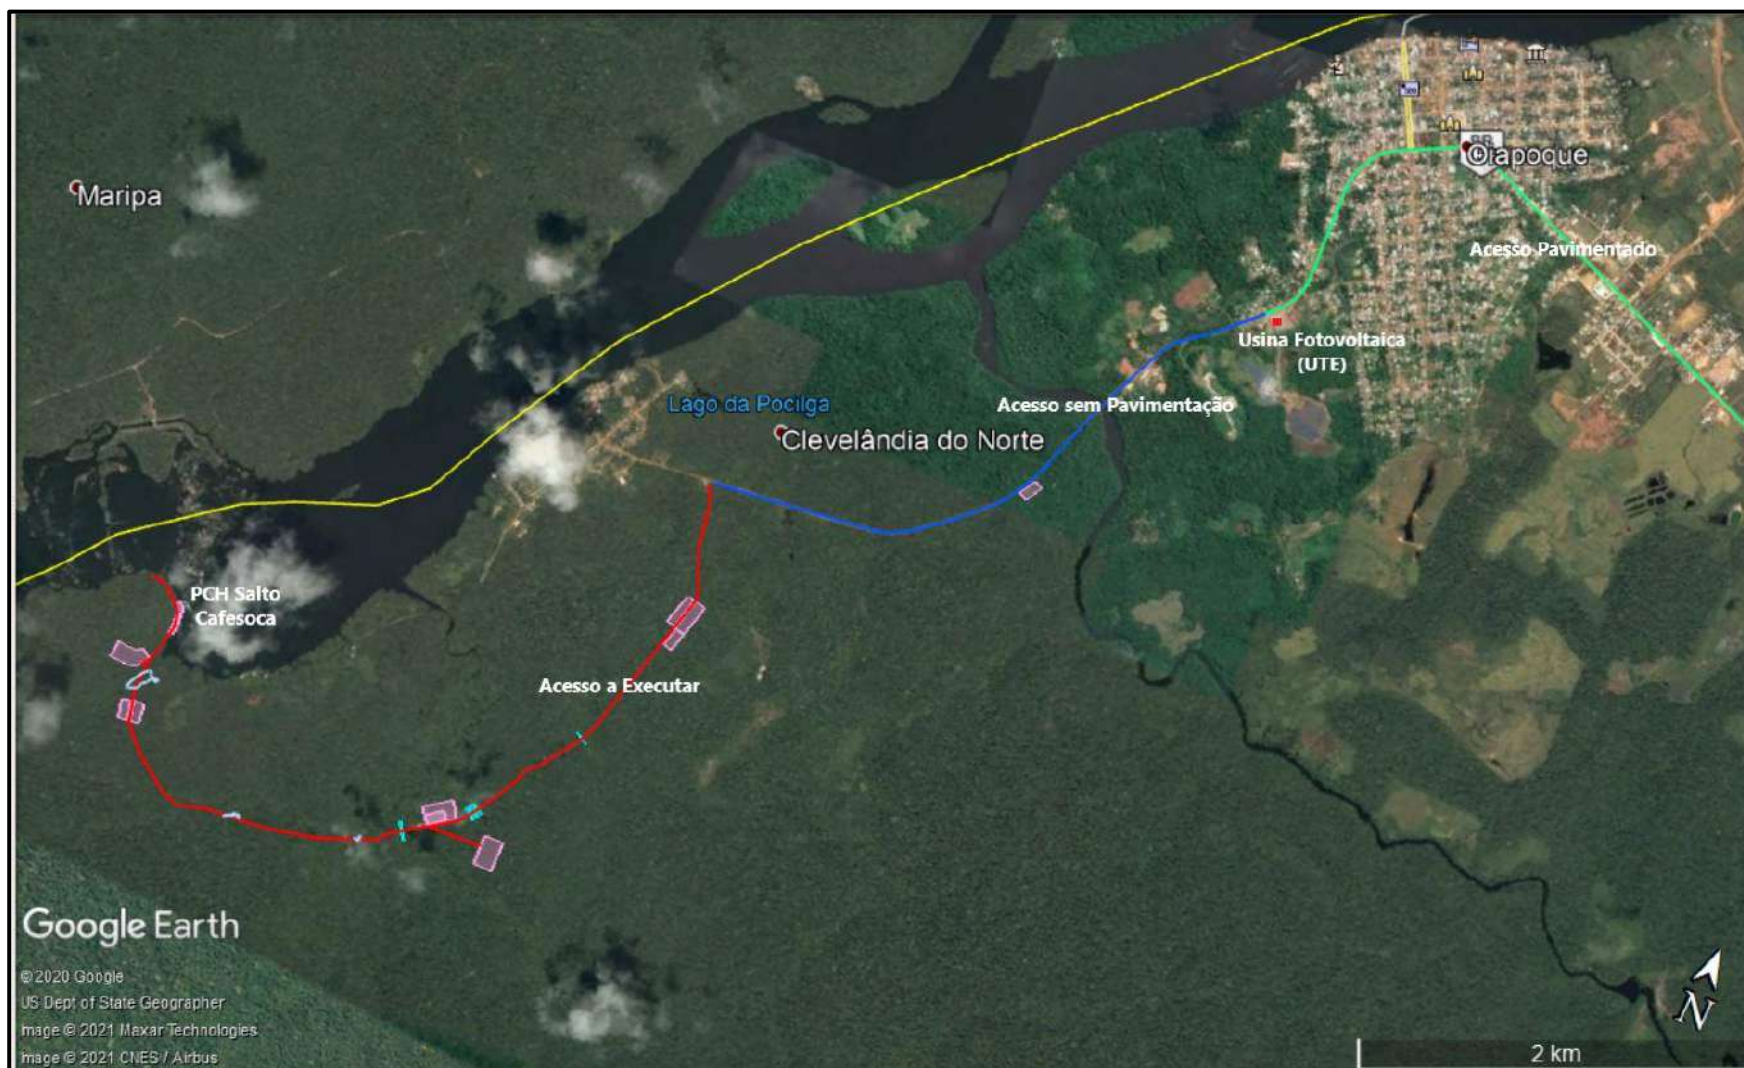 Maripa
Oiapoque
Acesso Pavimentado
Usina Fotovoltaica
(UTE)
Lago da Pocilga
Acesso sem Pavimentação
Clevelândia do Norte
PCH Salto
Cafesoca
Acesso a Executar
Google Earth
© 2020 Google
US Dept of State Geographer
Image © 2021 Maxar Technologies
Image © 2021 CNES / Airbus
N
2 km